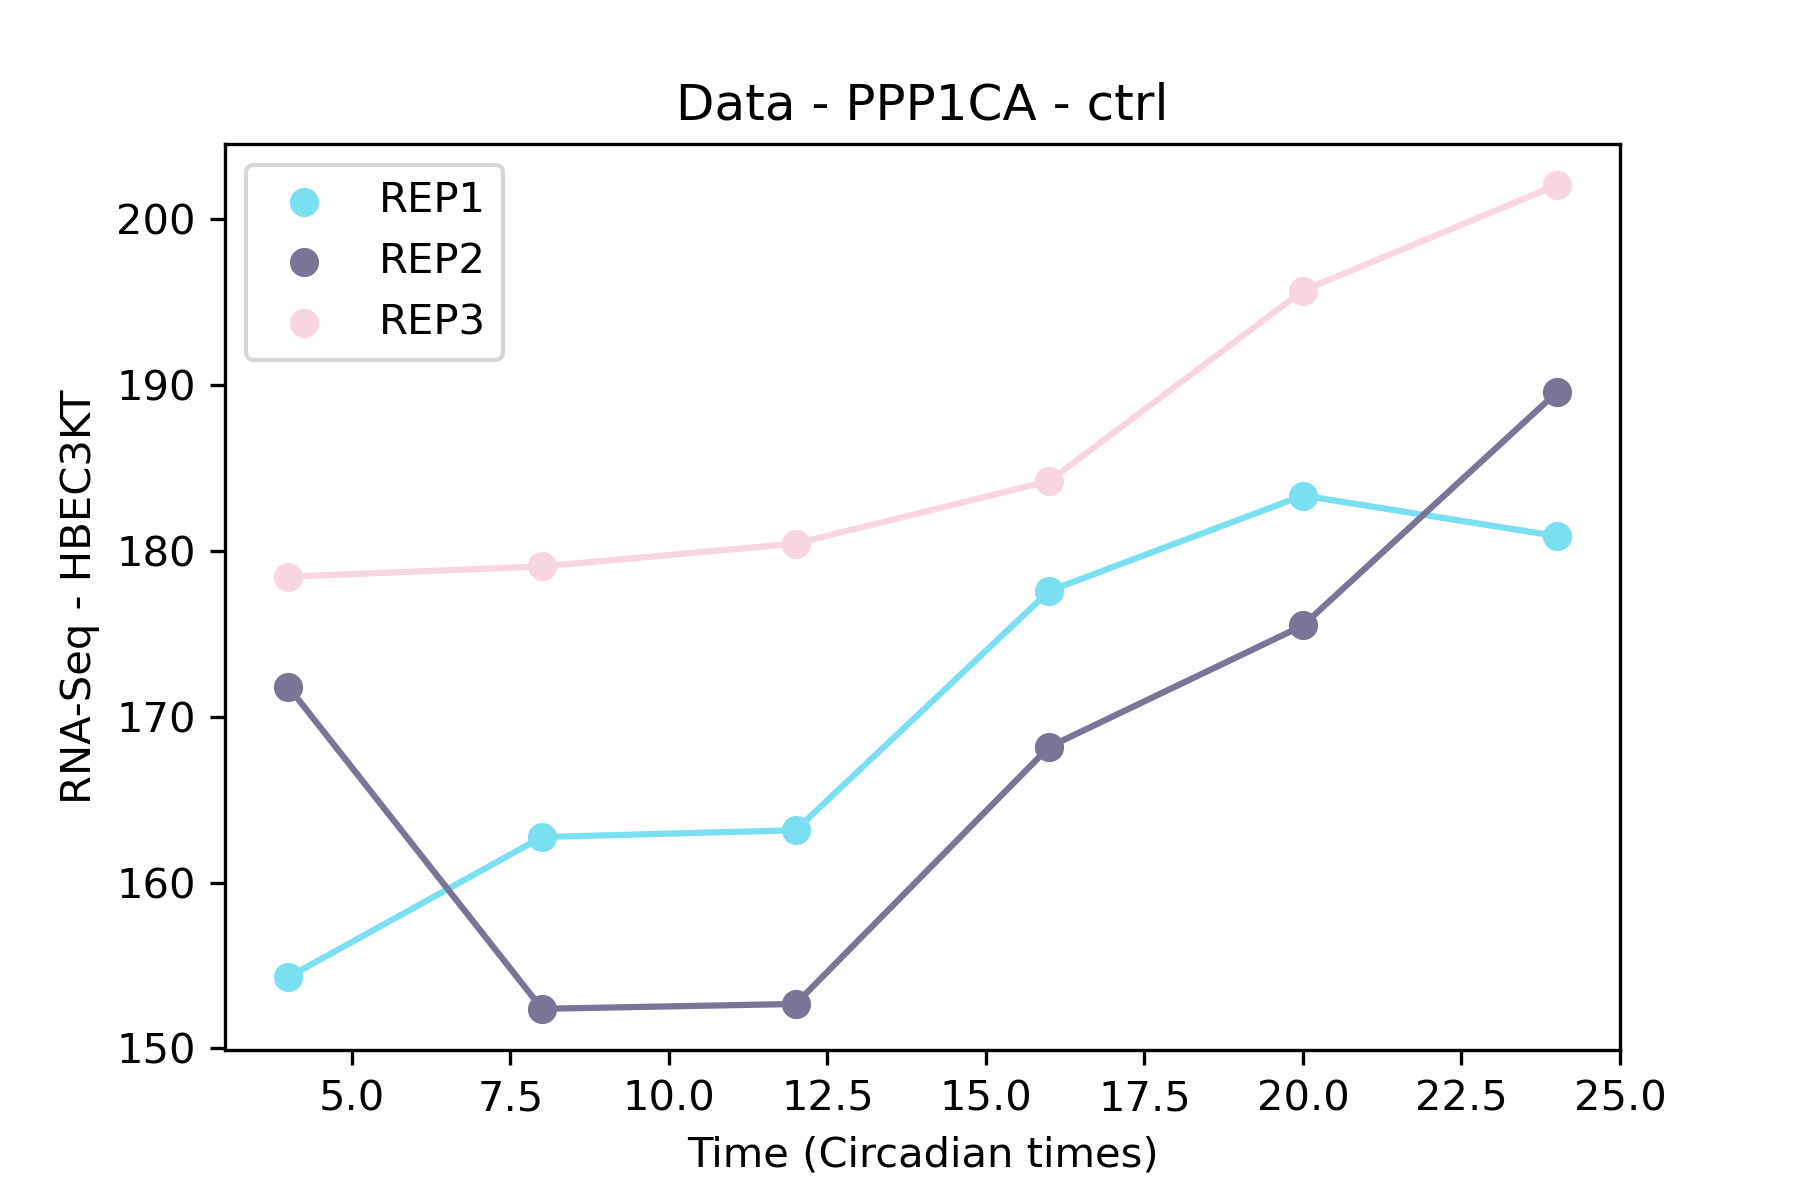 Data - PPP1CA - ctrl
REP1
REP2
REP3
200
190
180
170
160
150
RNA-Seq - HBEC3KT
5.0 7.5 10.0 12.5 15.0 17.5 20.0 22.5 25.0
Time (Circadian times)